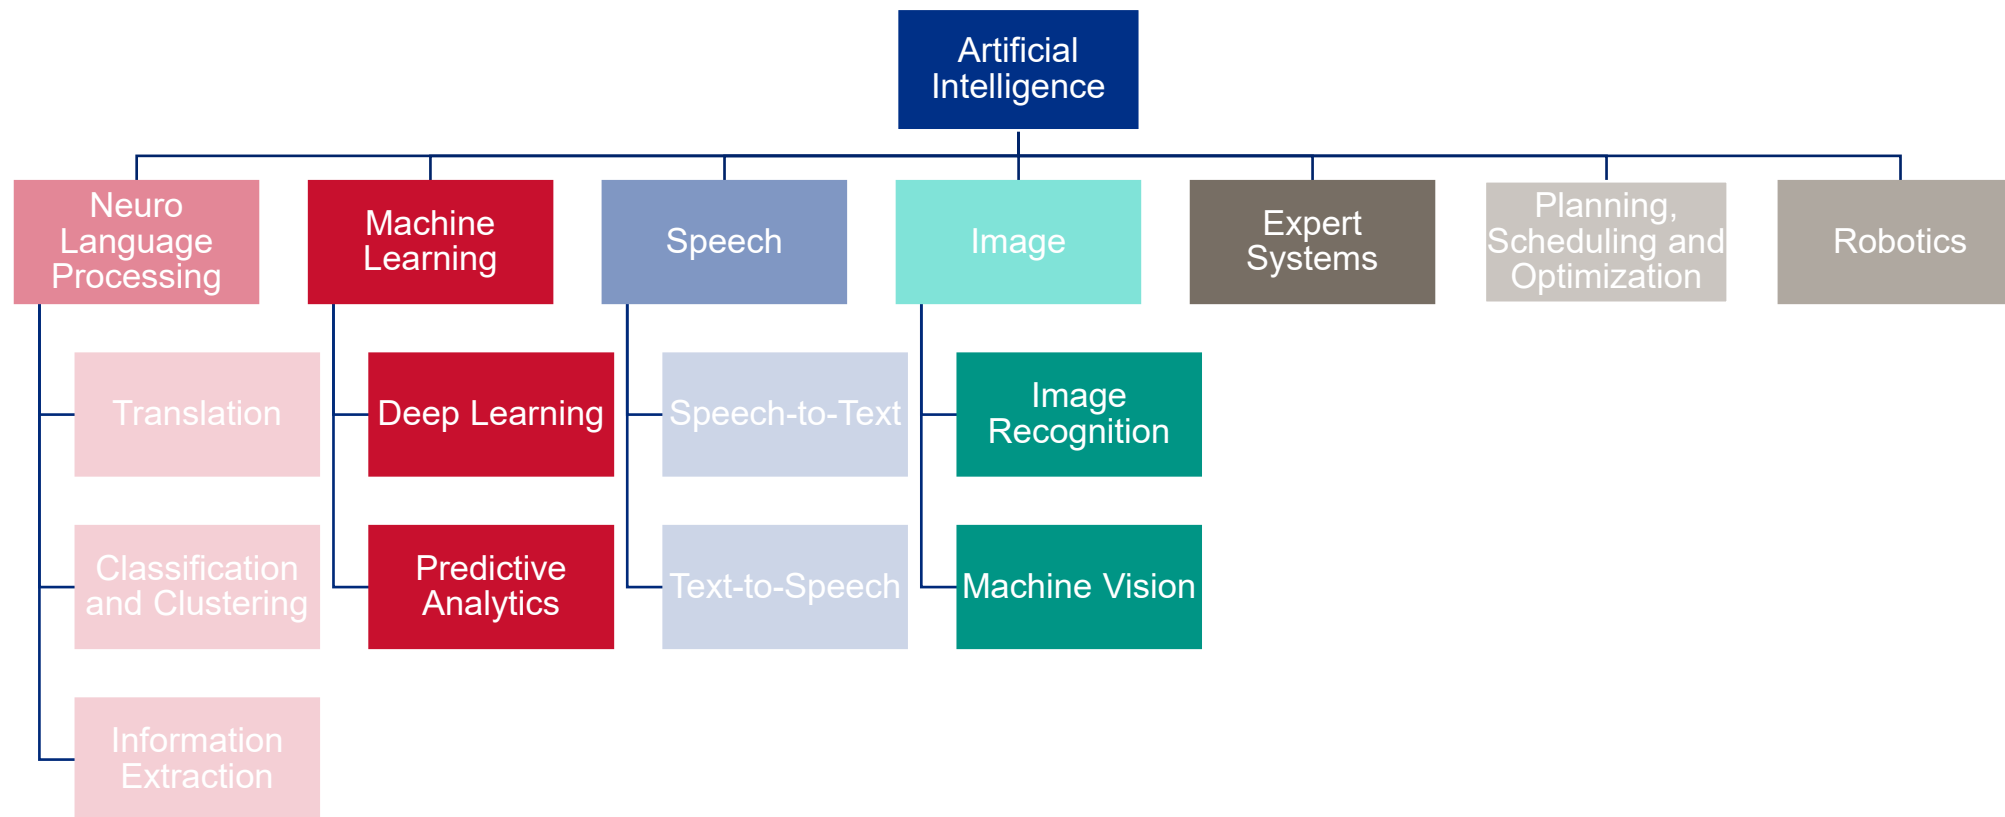 Artificial
Intelligence
Neuro
Language
Processing
Machine
Learning
Speech
Image
Expert
Systems
Planning,
Scheduling and
Optimization
Robotics
Translation
Deep Learning
Speech-to-Text
Image
Recognition
Classification
and Clustering
Predictive
Analytics
Text-to-Speech
Machine Vision
Information
Extraction